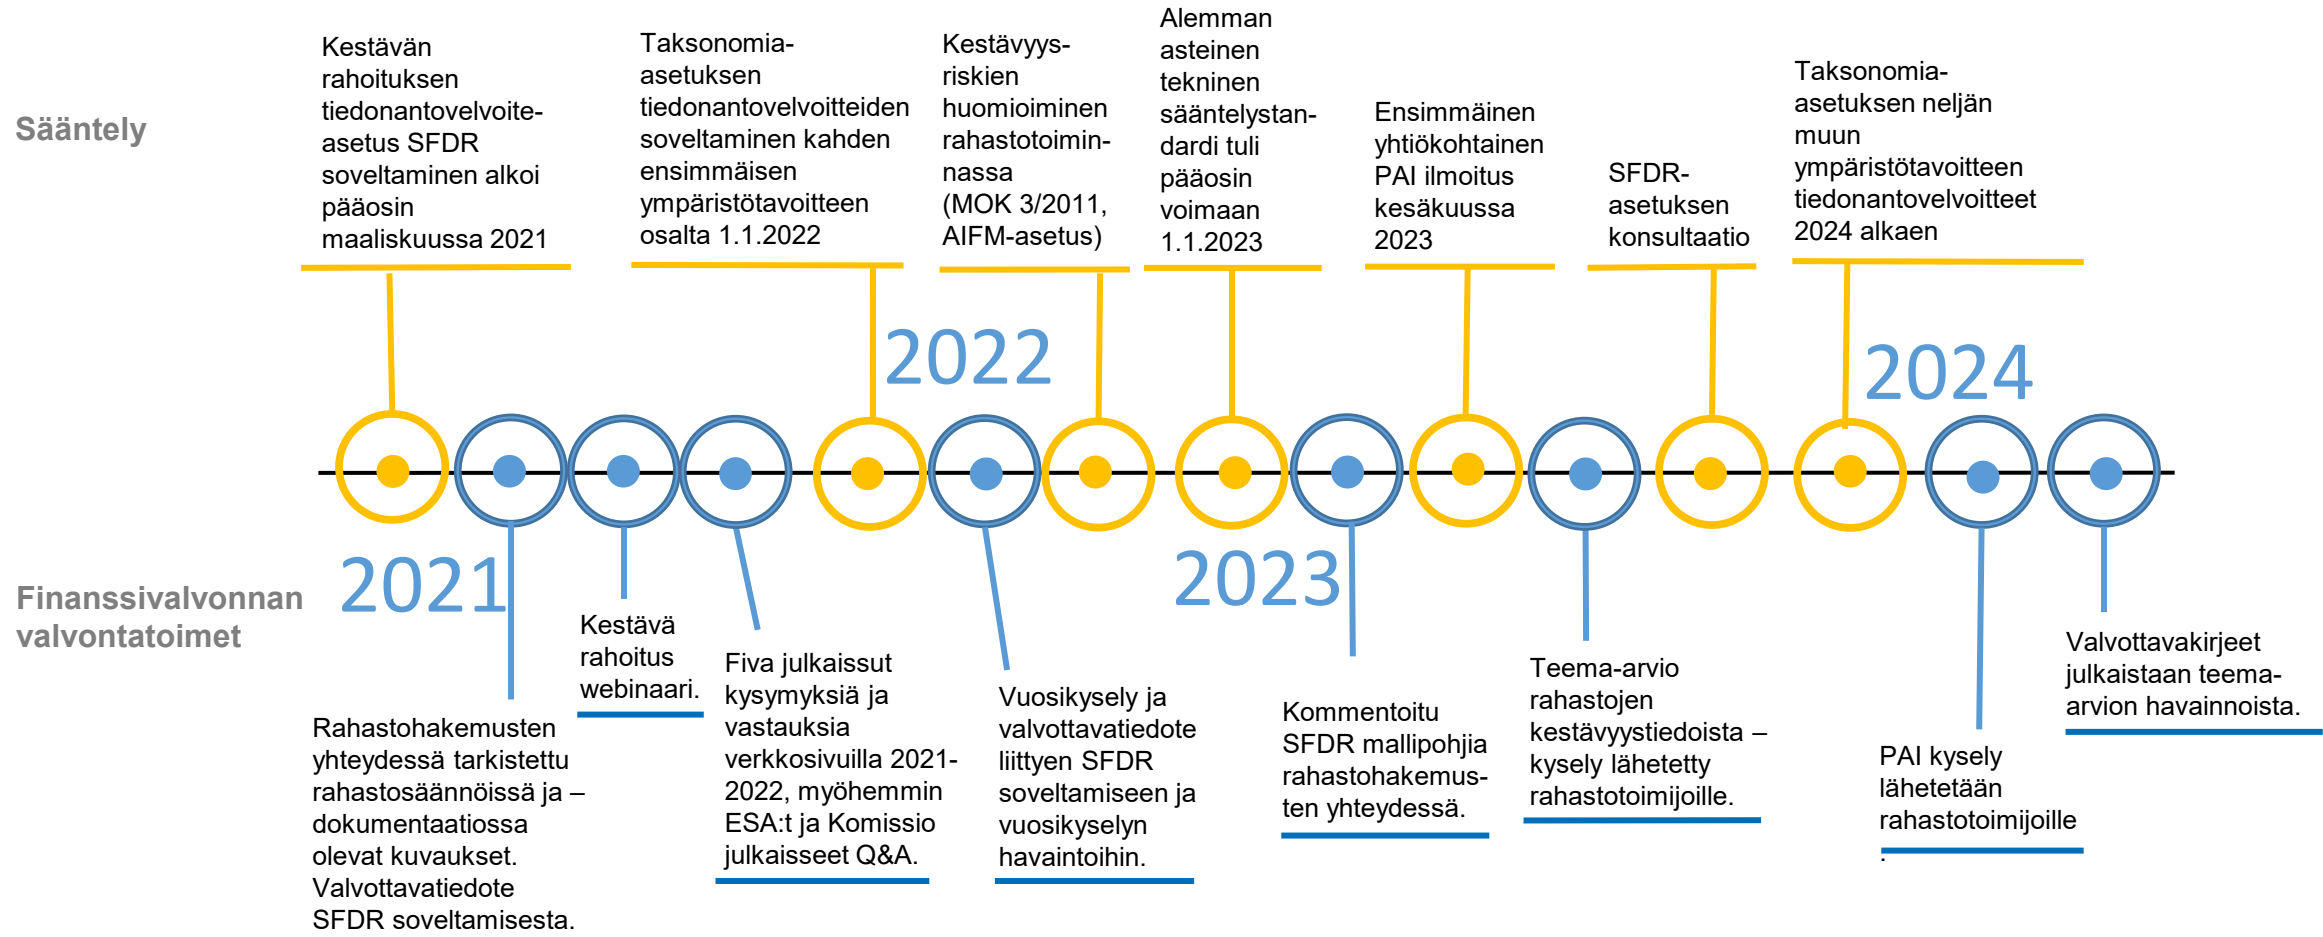 Sääntely
Kestävän
rahoituksen
tiedonantovelvoite-
asetus SFDR
soveltaminen alkoi
pääosin
maaliskuussa 2021
Taksonomia-
asetuksen
tiedonantovelvoitteiden
soveltaminen kahden
ensimmäisen
ympäristötavoitteen
osalta 1.1.2022
Kestävyys-
riskien
huomioiminen
rahastotoimin-
nassa
(MOK 3/2011,
AIFM-asetus)
Alemman
asteinen
tekninen
sääntelystan-
dardi tuli
pääosin
voimaan
1.1.2023
Ensimmäinen
yhtiökohtainen
PAI ilmoitus
kesäkuussa
2023
SFDR-
asetuksen
konsultaatio
Taksonomia-
asetuksen neljän
muun
ympäristötavoitteen
tiedonantovelvoitteet
2024 alkaen
2022
2024
2021
2023
Finanssivalvonnan
valvontatoimet
Rahastohakemusten
yhteydessä tarkistettu
rahastosäännöissä ja –
dokumentaatiossa
olevat kuvaukset.
Valvottavatiedote
SFDR soveltamisesta.
Kestävä
rahoitus
webinaari.
Fiva julkaissut
kysymyksiä ja
vastauksia
verkkosivuilla 2021-
2022, myöhemmin
ESA:t ja Komissio
julkaisseet Q&A.
Vuosikysely ja
valvottavatiedote
liittyen SFDR
soveltamiseen ja
vuosikyselyn
havaintoihin.
Kommentoitu
SFDR mallipohjia
rahastohakemus-
ten yhteydessä.
Teema-arvio
rahastojen
kestävyystiedoista –
kysely lähetetty
rahastotoimijoille.
PAI kysely
lähetetään
rahastotoimijoille
.
Valvottavakirjeet
julkaistaan teema-
arvion havainnoista.